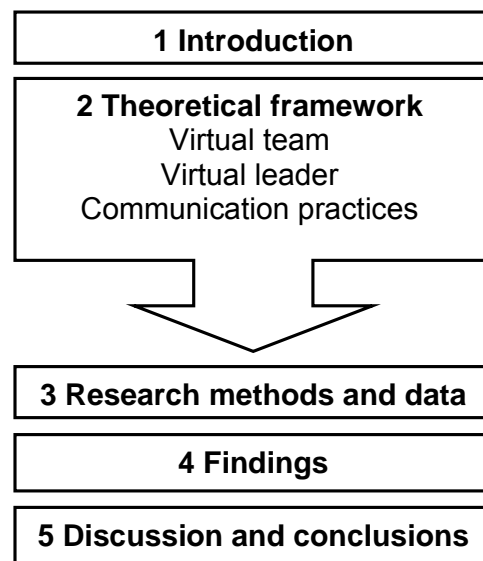 1 Introduction
2 Theoretical framework
Virtual team
Virtual leader
Communication practices
3 Research methods and data
4 Findings
5 Discussion and conclusions